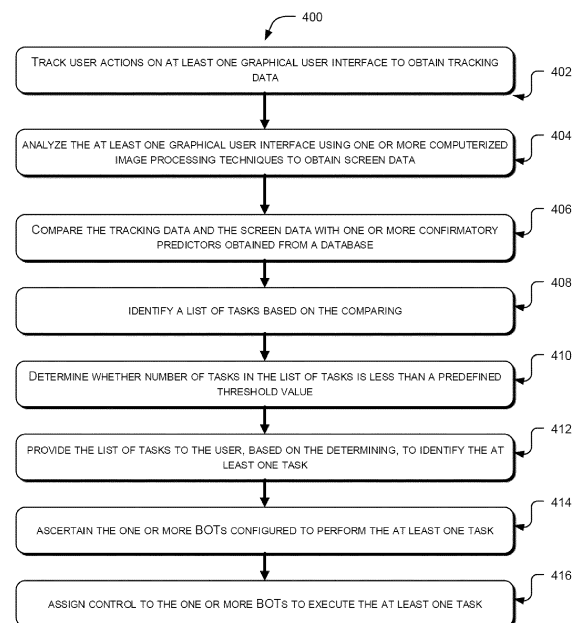 400
TRACK USER ACTIONS ON AT LEAST ONE GRAPHICAL USER INTERFACE TO OBTAIN TRACKING
DATA
402
ANALYZE THE AT LEAST ONE GRAPHICAL USER INTERFACE USING ONE OR MORE COMPUTERIZED
IMAGE PROCESSING TECHNIQUES TO OBTAIN SCREEN DATA
404
COMPARE THE TRACKING DATA AND THE SCREEN DATA WITH ONE OR MORE CONFIRMATORY
PREDICTORS OBTAINED FROM A DATABASE
406
IDENTIFY A LIST OF TASKS BASED ON THE COMPARING
408
DETERMINE WHETHER NUMBER OF TASKS IN THE LIST OF TASKS IS LESS THAN A PREDEFINED
THRESHOLD VALUE
410
PROVIDE THE LIST OF TASKS TO THE USER, BASED ON THE DETERMINING, TO IDENTIFY THE AT
LEAST ONE TASK
412
ASCERTAIN THE ONE OR MORE BOTS CONFIGURED TO PERFORM THE AT LEAST ONE TASK
414
ASSIGN CONTROL TO THE ONE OR MORE BOTS TO EXECUTE THE AT LEAST ONE TASK
416